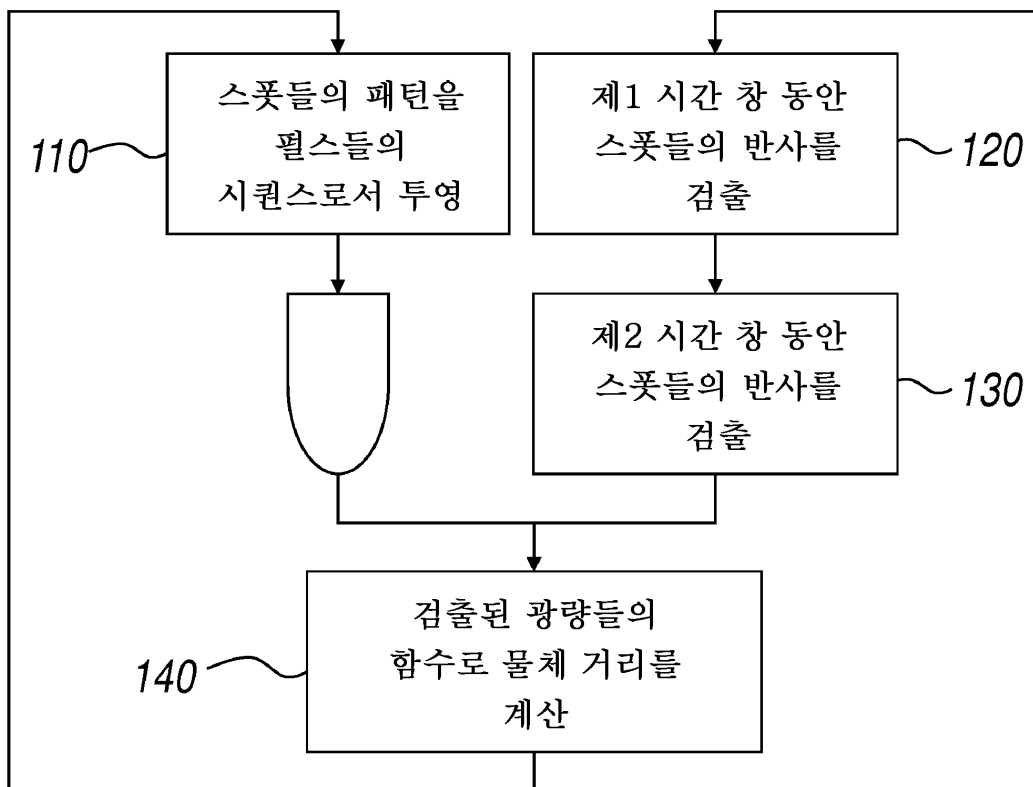 스폿들의 패턴을
펄스들의
시퀀스로서 투영
110
제1 시간 창 동안
스폿들의 반사를
검출
120
제2 시간 창 동안
스폿들의 반사를
검출
130
검출된 광량들의
함수로 물체 거리를
계산
140